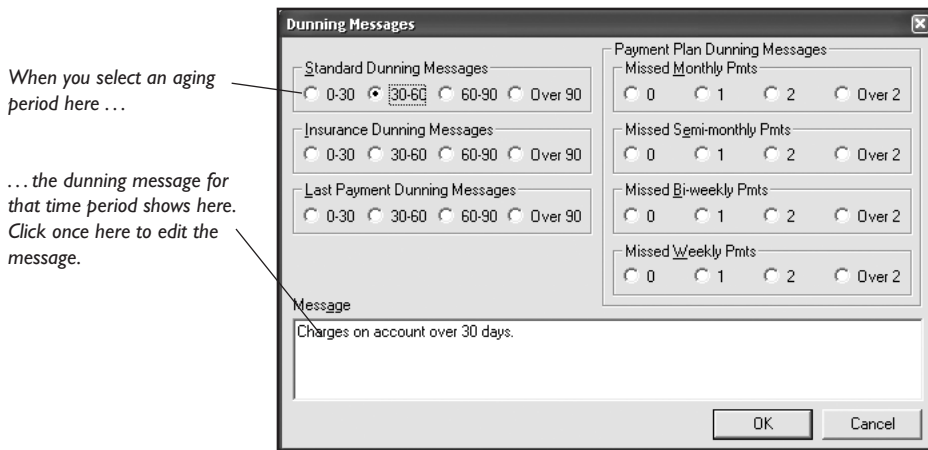 Dunning Messages
When you select an aging
period here . . .
. . . the dunning message for
that time period shows here.
Click once here to edit the
message.
Standard Dunning Messages
0-30 30-60 60-90 Over 90
Insurance Dunning Messages
0-30 30-60 60-90 Over 90
Last Payment Dunning Messages
0-30 30-60 60-90 Over 90
Payment Plan Dunning Messages
Missed Monthly Pmts
0 1 2 Over 2
Missed Semi-monthly Pmts
0 1 2 Over 2
Missed Bi-weekly Pmts
0 1 2 Over 2
Missed Weekly Pmts
0 1 2 Over 2
Message
Charges on account over 30 days.
OK Cancel